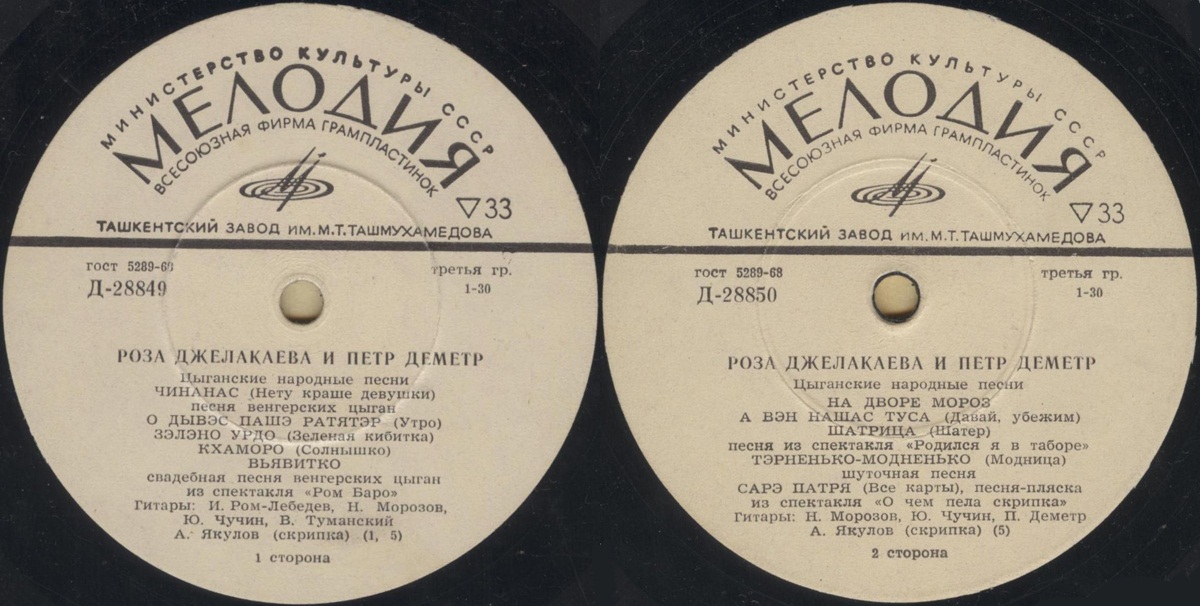 МИНИСТЕРСТВО КУЛЬТУРЫ СССР
МЕЛОДИЯ
ВСЕСОЮЗНАЯ ФИРМА ГРАМПЛАСТИНОК
▽33
ТАШКЕНТСКИЙ ЗАВОД ИМ. М. Т. ТАШМУХАМЕДОВА
гост 5289-68
третья гр.
Д-28849
1-30
РОЗА ДЖЕЛАКАЕВА И ПЕТР ДЕМЕТР
Цыганские народные песни
ЧИНАНАС (Нету краше девушки)
песня венгерских цыган
О ДЫВЭС ПАШЭ РАТЯТЭР (Утро)
ЗЭЛЭНО УРДО (Зеленая кибитка)
КХАМОРО (Солнышко)
ВЬЯВИТКО
свадебная песня венгерских цыган
из спектакля «Ром Баро»
Гитары: И. Ром-Лебедев, Н. Морозов,
Ю. Чучин, В. Туманский
А. Якулов (скрипка) (1, 5)
1 сторона
МИНИСТЕРСТВО КУЛЬТУРЫ СССР
МЕЛОДИЯ
ВСЕСОЮЗНАЯ ФИРМА ГРАМПЛАСТИНОК
▽33
ТАШКЕНТСКИЙ ЗАВОД ИМ. М. Т. ТАШМУХАМЕДОВА
гост 5289-68
третья гр.
Д-28850
1-30
РОЗА ДЖЕЛАКАЕВА И ПЕТР ДЕМЕТР
Цыганские народные песни
НА ДВОРЕ МОРОЗ
А ВЭН НАШАС ТУСА (Давай, убежим)
ШАТРИЦА (Шатер)
песня из спектакля «Родился я в таборе»
ТЭРНЕНЬКО-МОДНЕНЬКО (Модница)
шуточная песня
САРЭ ПАТРЯ (Все карты), песня-пляска
из спектакля «О чем пела скрипка»
Гитары: Н. Морозов, Ю. Чучин, П. Деметр
А. Якулов (скрипка) (5)
2 сторона